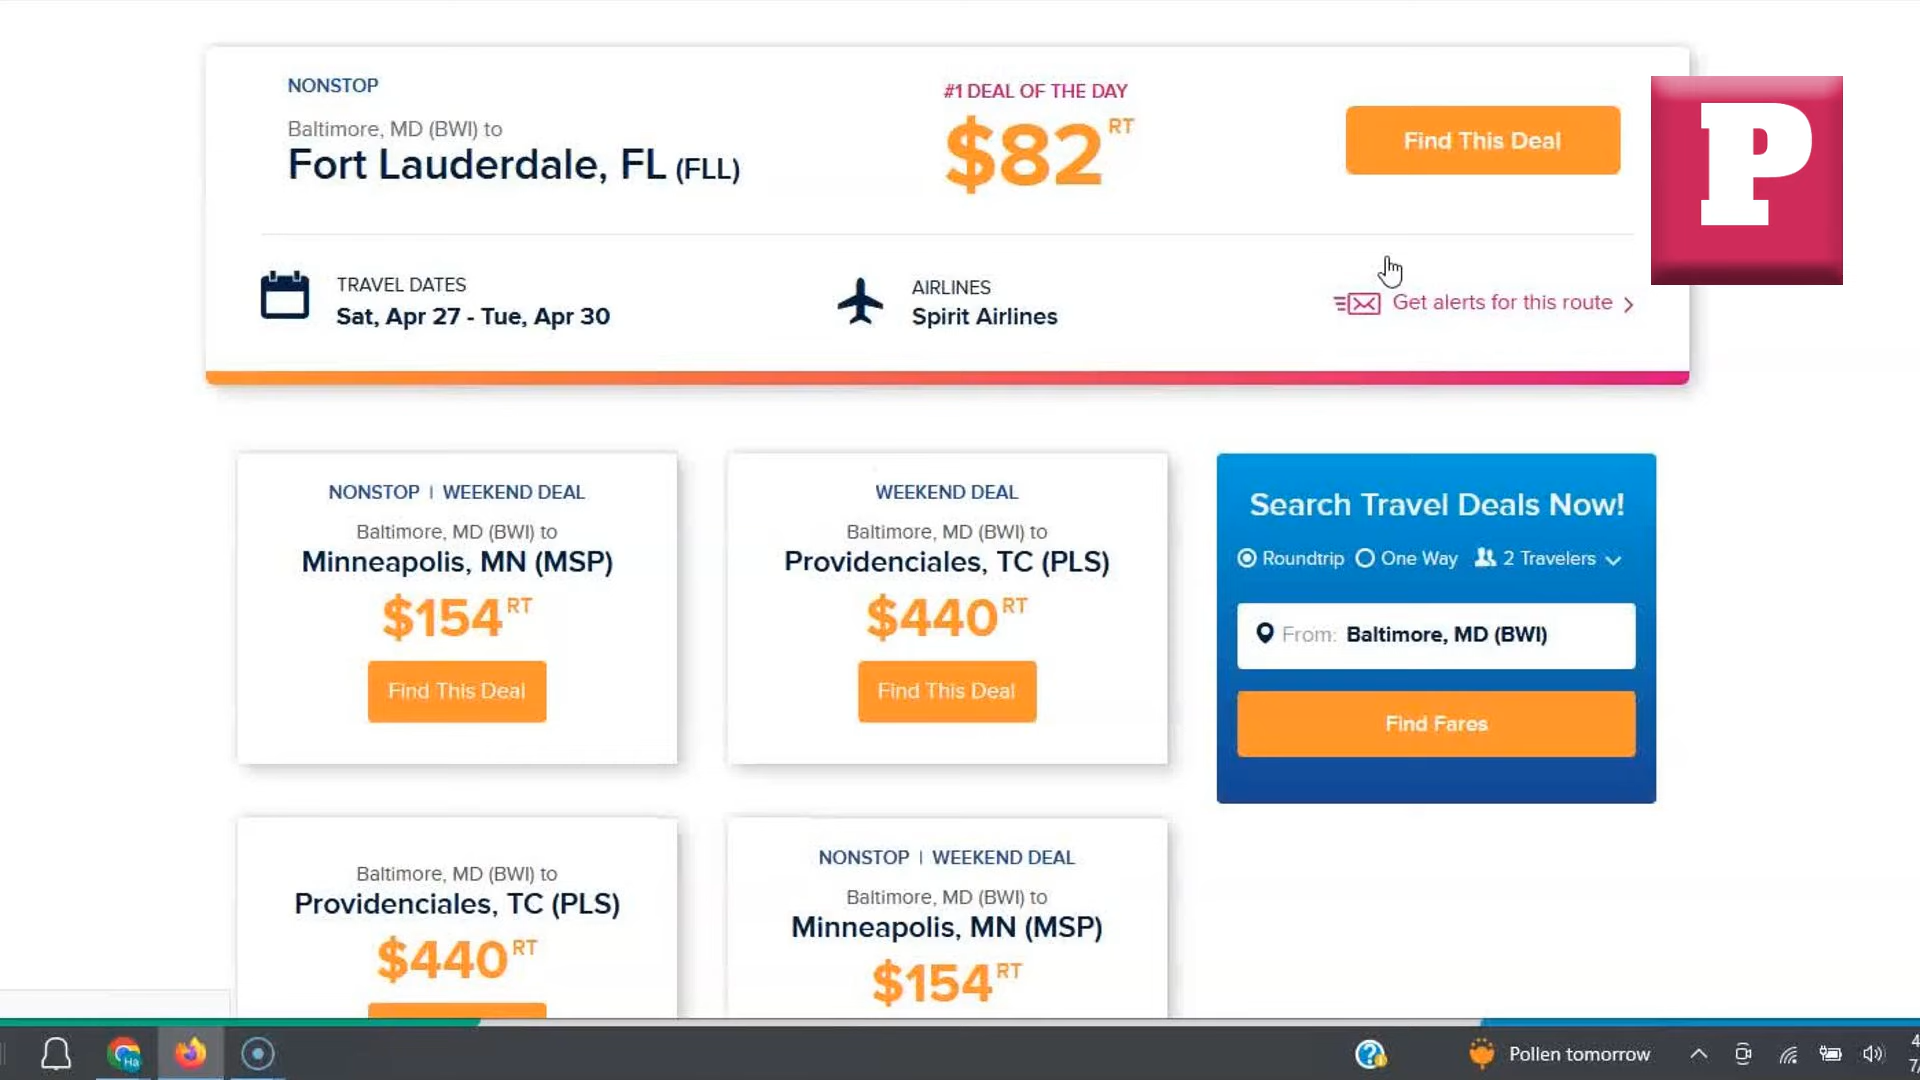 NONSTOP
Baltimore, MD (BWI) to
Fort Lauderdale, FL (FLL)
#1 DEAL OF THE DAY
$82 RT
Find This Deal
P
TRAVEL DATES
Sat, Apr 27 - Tue, Apr 30
AIRLINES
Spirit Airlines
Get alerts for this route
NONSTOP | WEEKEND DEAL
Baltimore, MD (BWI) to
Minneapolis, MN (MSP)
$154 RT
Find This Deal
WEEKEND DEAL
Baltimore, MD (BWI) to
Providenciales, TC (PLS)
$440 RT
Find This Deal
Search Travel Deals Now!
Roundtrip One Way 2 Travelers
From: Baltimore, MD (BWI)
Find Fares
Baltimore, MD (BWI) to
Providenciales, TC (PLS)
$440 RT
NONSTOP | WEEKEND DEAL
Baltimore, MD (BWI) to
Minneapolis, MN (MSP)
$154 RT
Ha
Pollen tomorrow